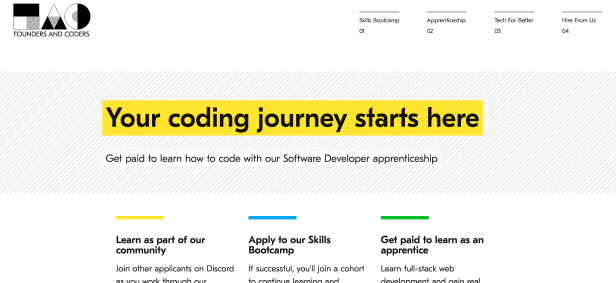 FOUNDERS AND CODERS
Skills Bootcamp
01
Apprenticeship
02
Tech For Better
03
Hire From Us
04
Your coding journey starts here
Get paid to learn how to code with our Software Developer apprenticeship
Learn as part of our
community
Join other applicants on Discord
as you work through our
Apply to our Skills
Bootcamp
If successful, you'll join a cohort
to continue learning and
Get paid to learn as an
apprentice
Learn full-stack web
development and gain real